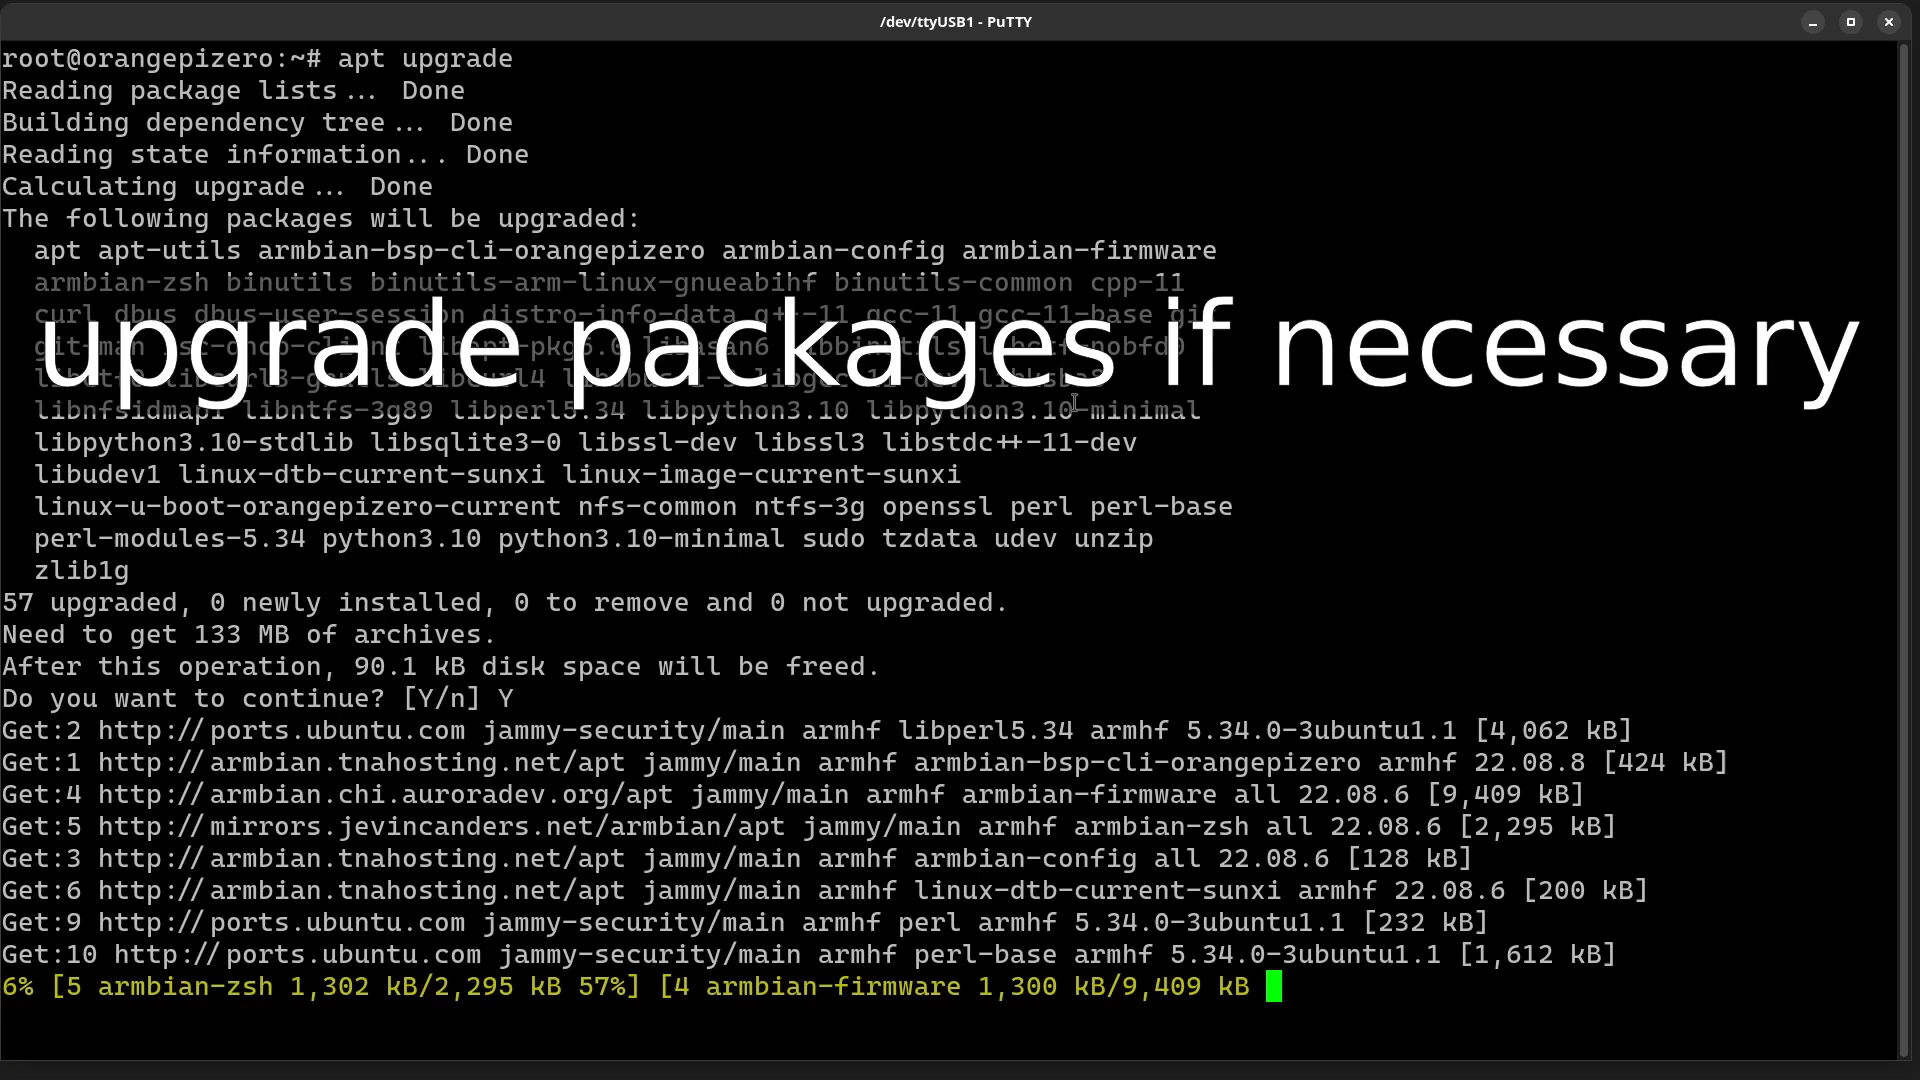 /dev/ttyUSB1 - PuTTY
root@orangepizero:~# apt upgrade
Reading package lists... Done
Building dependency tree... Done
Reading state information... Done
Calculating upgrade... Done
The following packages will be upgraded:
apt apt-utils armbian-bsp-cli-orangepizero armbian-config armbian-firmware
armbian-zsh binutils binutils-arm-linux-gnueabihf binutils-common cpp-11
curl dbus dbus-user-session distro-info-data g++-11 gcc-11 gcc-11-base
upgrade packages if necessary
libnfsidmap1 libntfs-3g89 libperl5.34 libpython3.10 libpython3.10-minimal
libpython3.10-stdlib libsqlite3-0 libssl-dev libssl3 libstdc++-11-dev
libudev1 linux-dtb-current-sunxi linux-image-current-sunxi
linux-u-boot-orangepizero-current nfs-common ntfs-3g openssl perl perl-base
perl-modules-5.34 python3.10 python3.10-minimal sudo tzdata udev unzip
zlib1g
57 upgraded, 0 newly installed, 0 to remove and 0 not upgraded.
Need to get 133 MB of archives.
After this operation, 90.1 kB disk space will be freed.
Do you want to continue? [Y/n] Y
Get:2 http://ports.ubuntu.com jammy-security/main armhf libperl5.34 armhf 5.34.0-3ubuntu1.1 [4,062 kB]
Get:1 http://armbian.tnahosting.net/apt jammy/main armhf armbian-bsp-cli-orangepizero armhf 22.08.8 [424 kB]
Get:4 http://armbian.chi.auroradev.org/apt jammy/main armhf armbian-firmware all 22.08.6 [9,409 kB]
Get:5 http://mirrors.jevincanders.net/armbian/apt jammy/main armhf armbian-zsh all 22.08.6 [2,295 kB]
Get:3 http://armbian.tnahosting.net/apt jammy/main armhf armbian-config all 22.08.6 [128 kB]
Get:6 http://armbian.tnahosting.net/apt jammy/main armhf linux-dtb-current-sunxi armhf 22.08.6 [200 kB]
Get:9 http://ports.ubuntu.com jammy-security/main armhf perl armhf 5.34.0-3ubuntu1.1 [232 kB]
Get:10 http://ports.ubuntu.com jammy-security/main armhf perl-base armhf 5.34.0-3ubuntu1.1 [1,612 kB]
6% [5 armbian-zsh 1,302 kB/2,295 kB 57%] [4 armbian-firmware 1,300 kB/9,409 kB